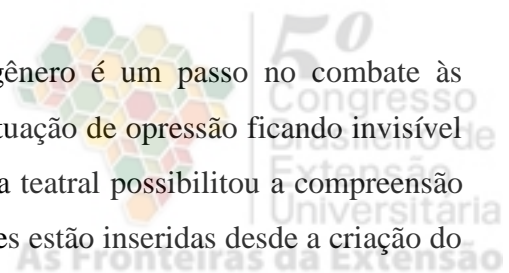 gênero é um passo no combate às
tuação de opressão ficando invisível
a teatral possibilitou a compreensão
es estão inseridas desde a criação do
5º
Congresso
Brasileiro de
Extensão
Universitária
As Fronteiras da Extensão